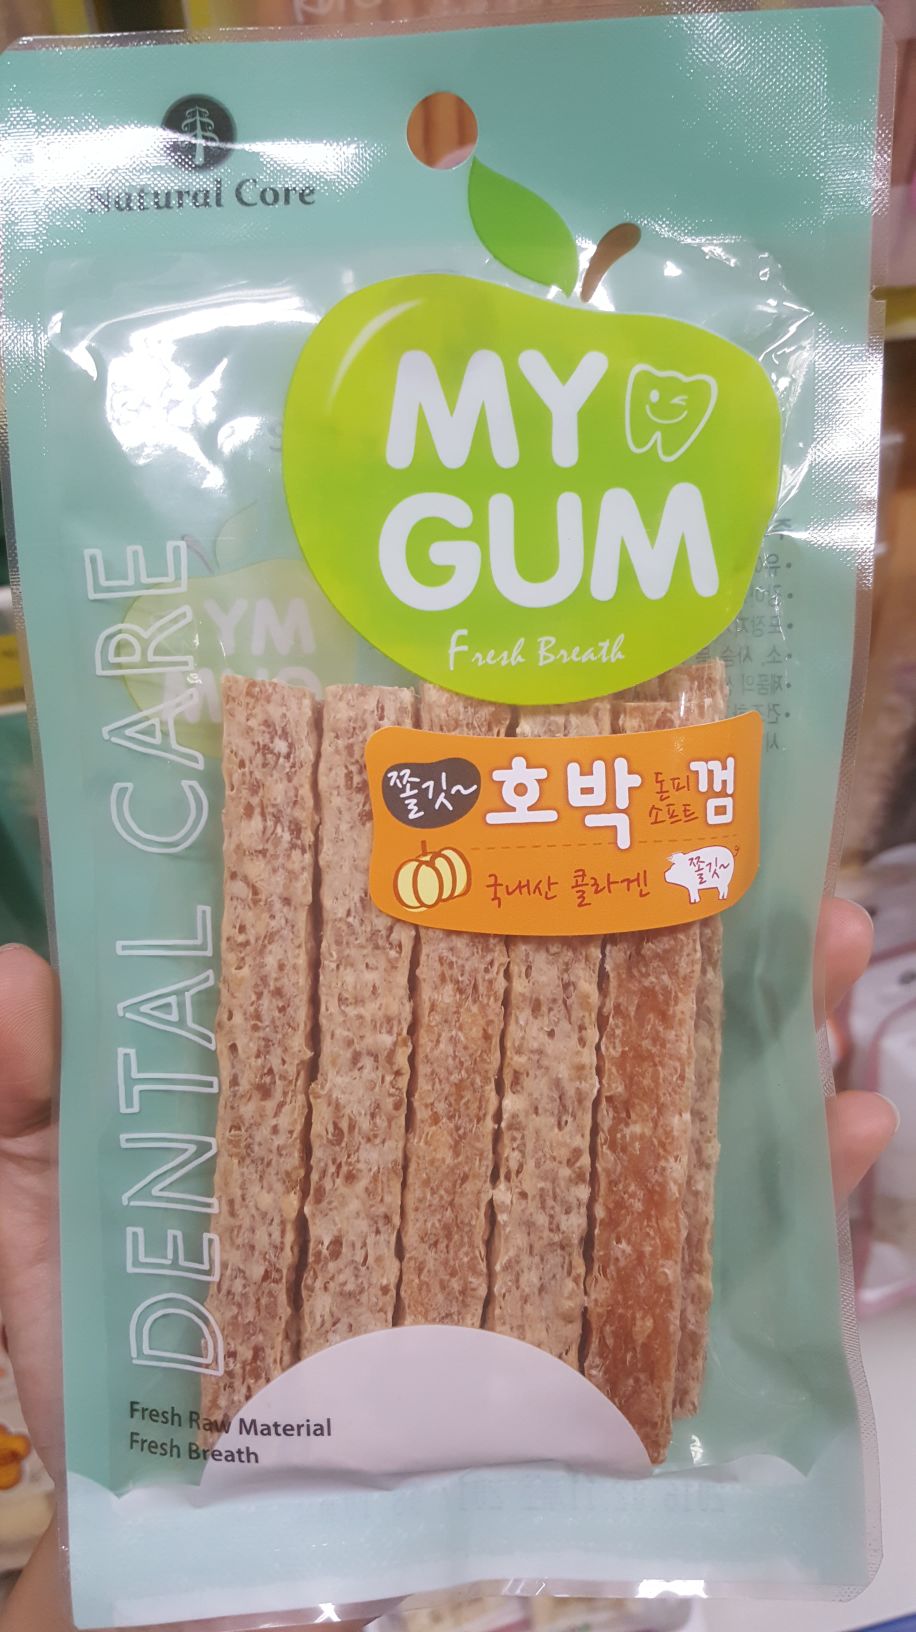 Natural Core
MY
GUM
Fresh Breath
쫄깃~ 호박 돈피 소프트 껌
국내산 콜라겐 쫄깃~
DENTAL CARE
Fresh Raw Material
Fresh Breath